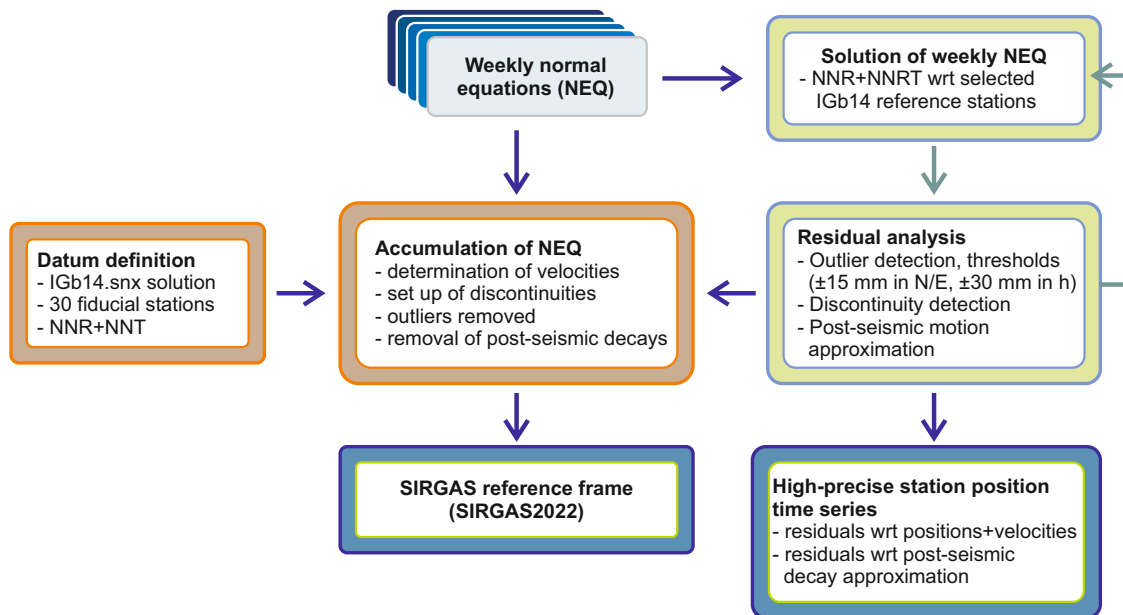 Weekly normal
equations (NEQ)
Solution of weekly NEQ
- NNR+NNRT wrt selected
IGb14 reference stations
Datum definition
- IGb14.snx solution
- 30 fiducial stations
- NNR+NNT
Accumulation of NEQ
- determination of velocities
- set up of discontinuities
- outliers removed
- removal of post-seismic decays
Residual analysis
- Outlier detection, thresholds
(±15 mm in N/E, ±30 mm in h)
- Discontinuity detection
- Post-seismic motion
approximation
SIRGAS reference frame
(SIRGAS2022)
High-precise station position
time series
- residuals wrt positions+velocities
- residuals wrt post-seismic
decay approximation